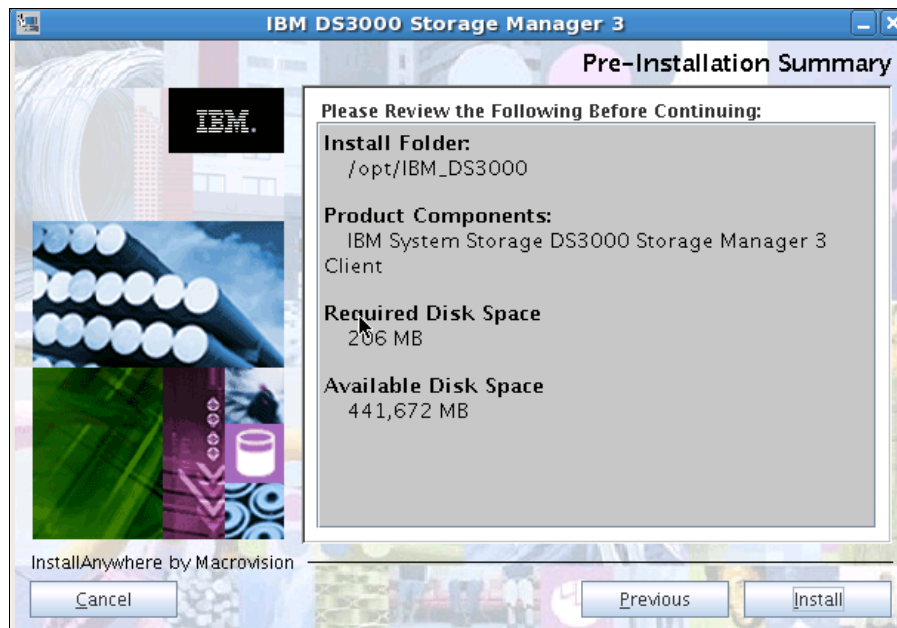 IBM DS3000 Storage Manager 3
Pre-Installation Summary
IBM.
Please Review the Following Before Continuing:
Install Folder:
/opt/IBM_DS3000
Product Components:
IBM System Storage DS3000 Storage Manager 3
Client
Required Disk Space
206 MB
Available Disk Space
441,672 MB
InstallAnywhere by Macrovision
Cancel
Previous
Install